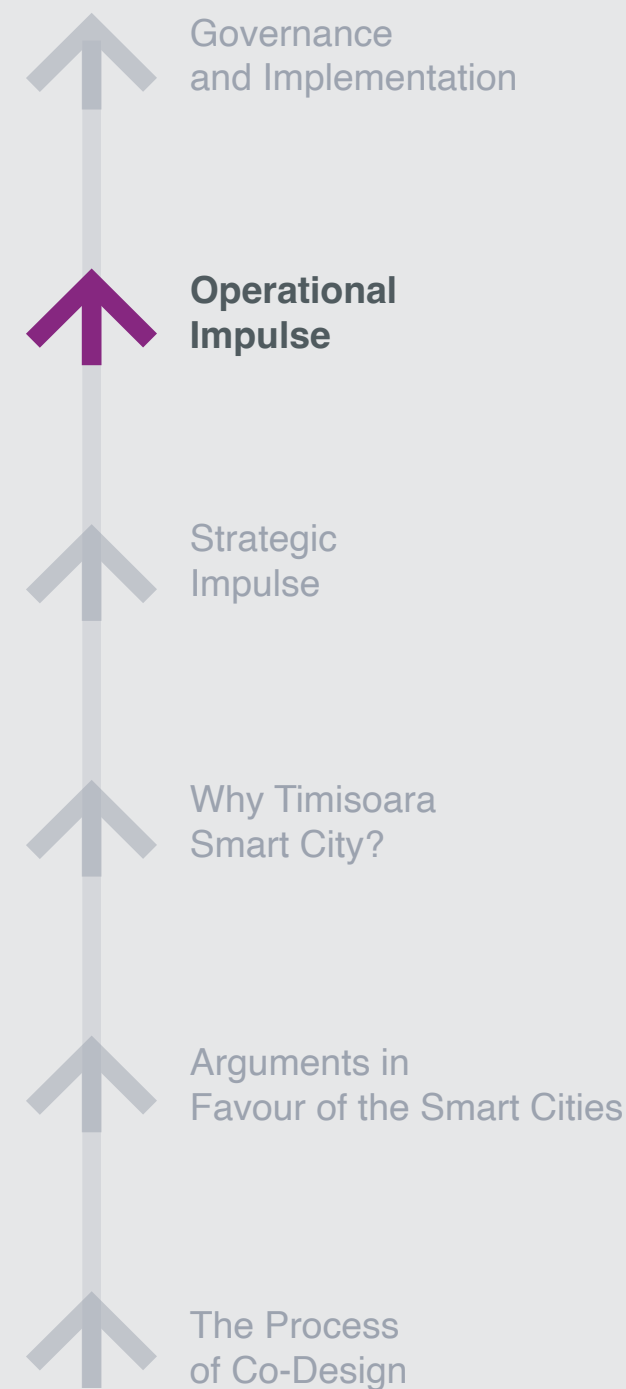 Governance
and Implementation
Operational
Impulse
Strategic
Impulse
Why Timisoara
Smart City?
Arguments in
Favour of the Smart Cities
The Process
of Co-Design